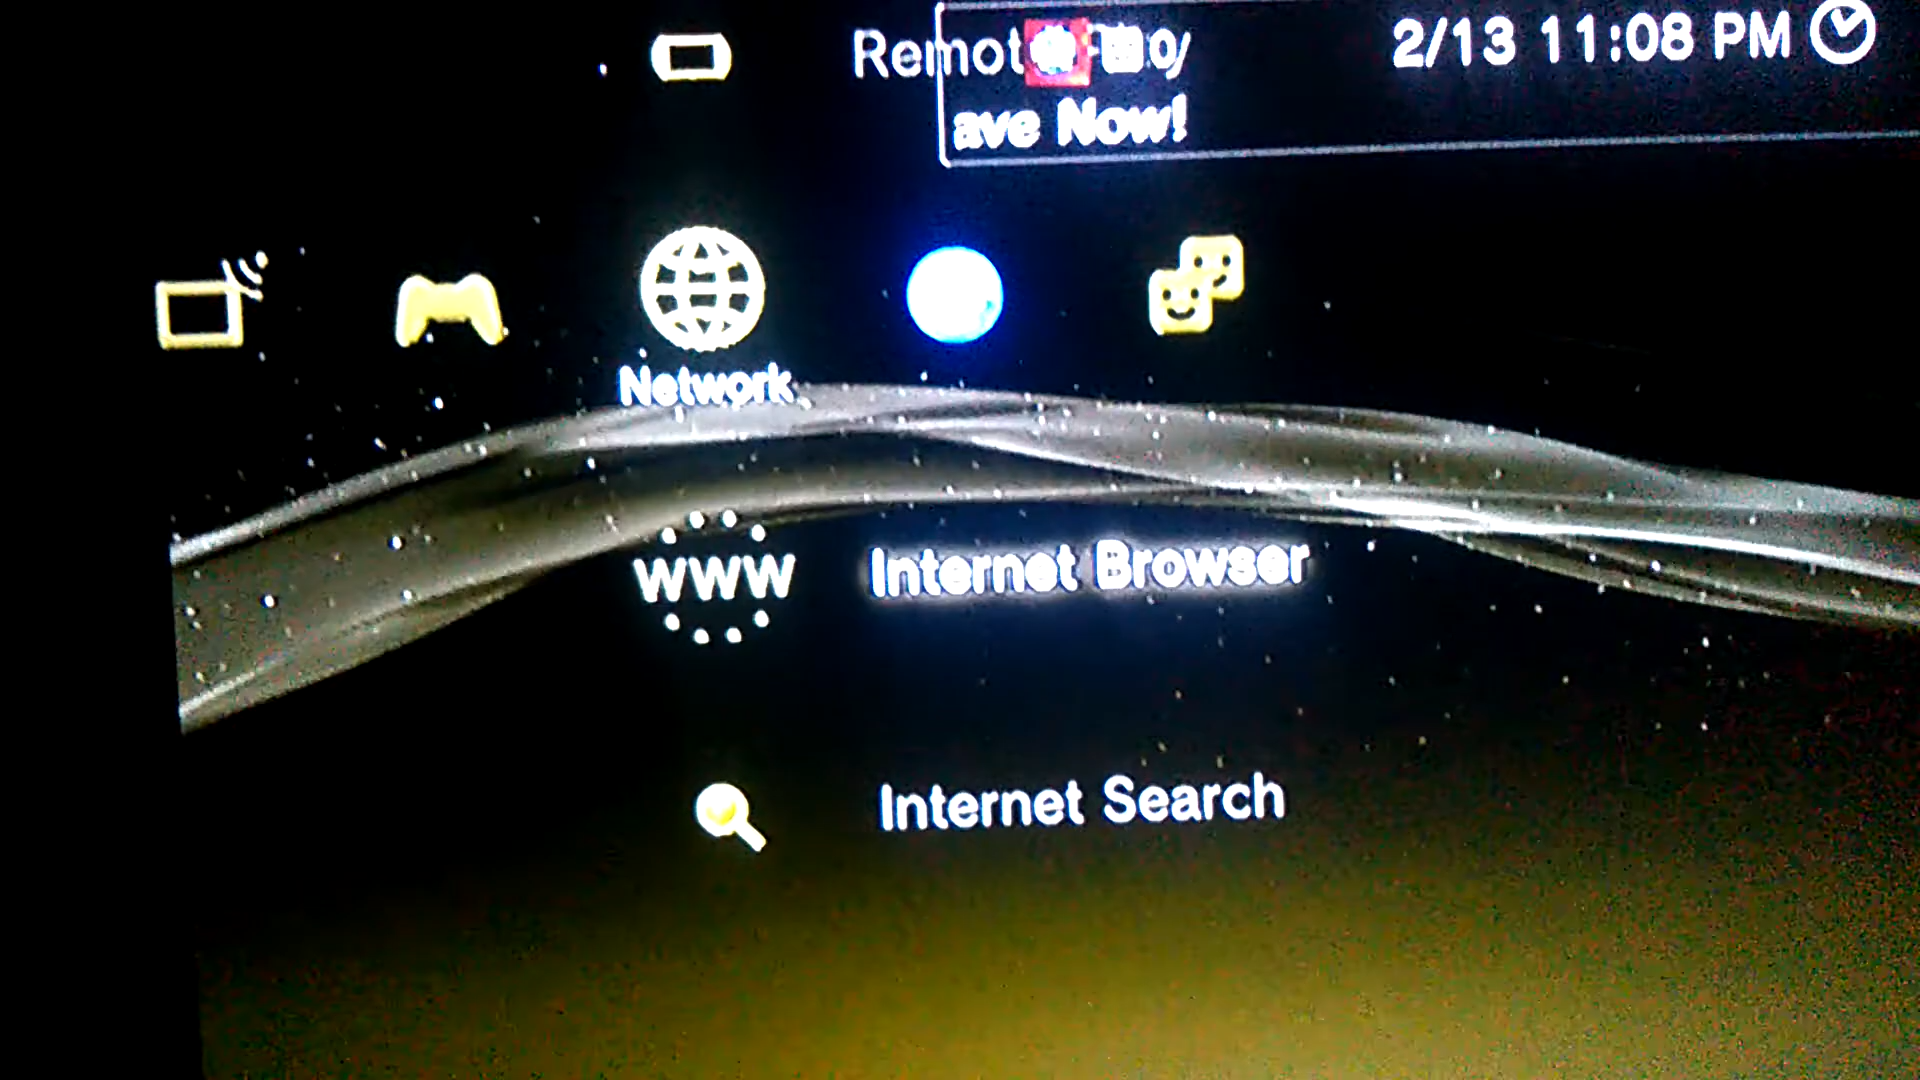 2/13 11:08 PM
ave Now!
Network
www
Internet Browser
Internet Search